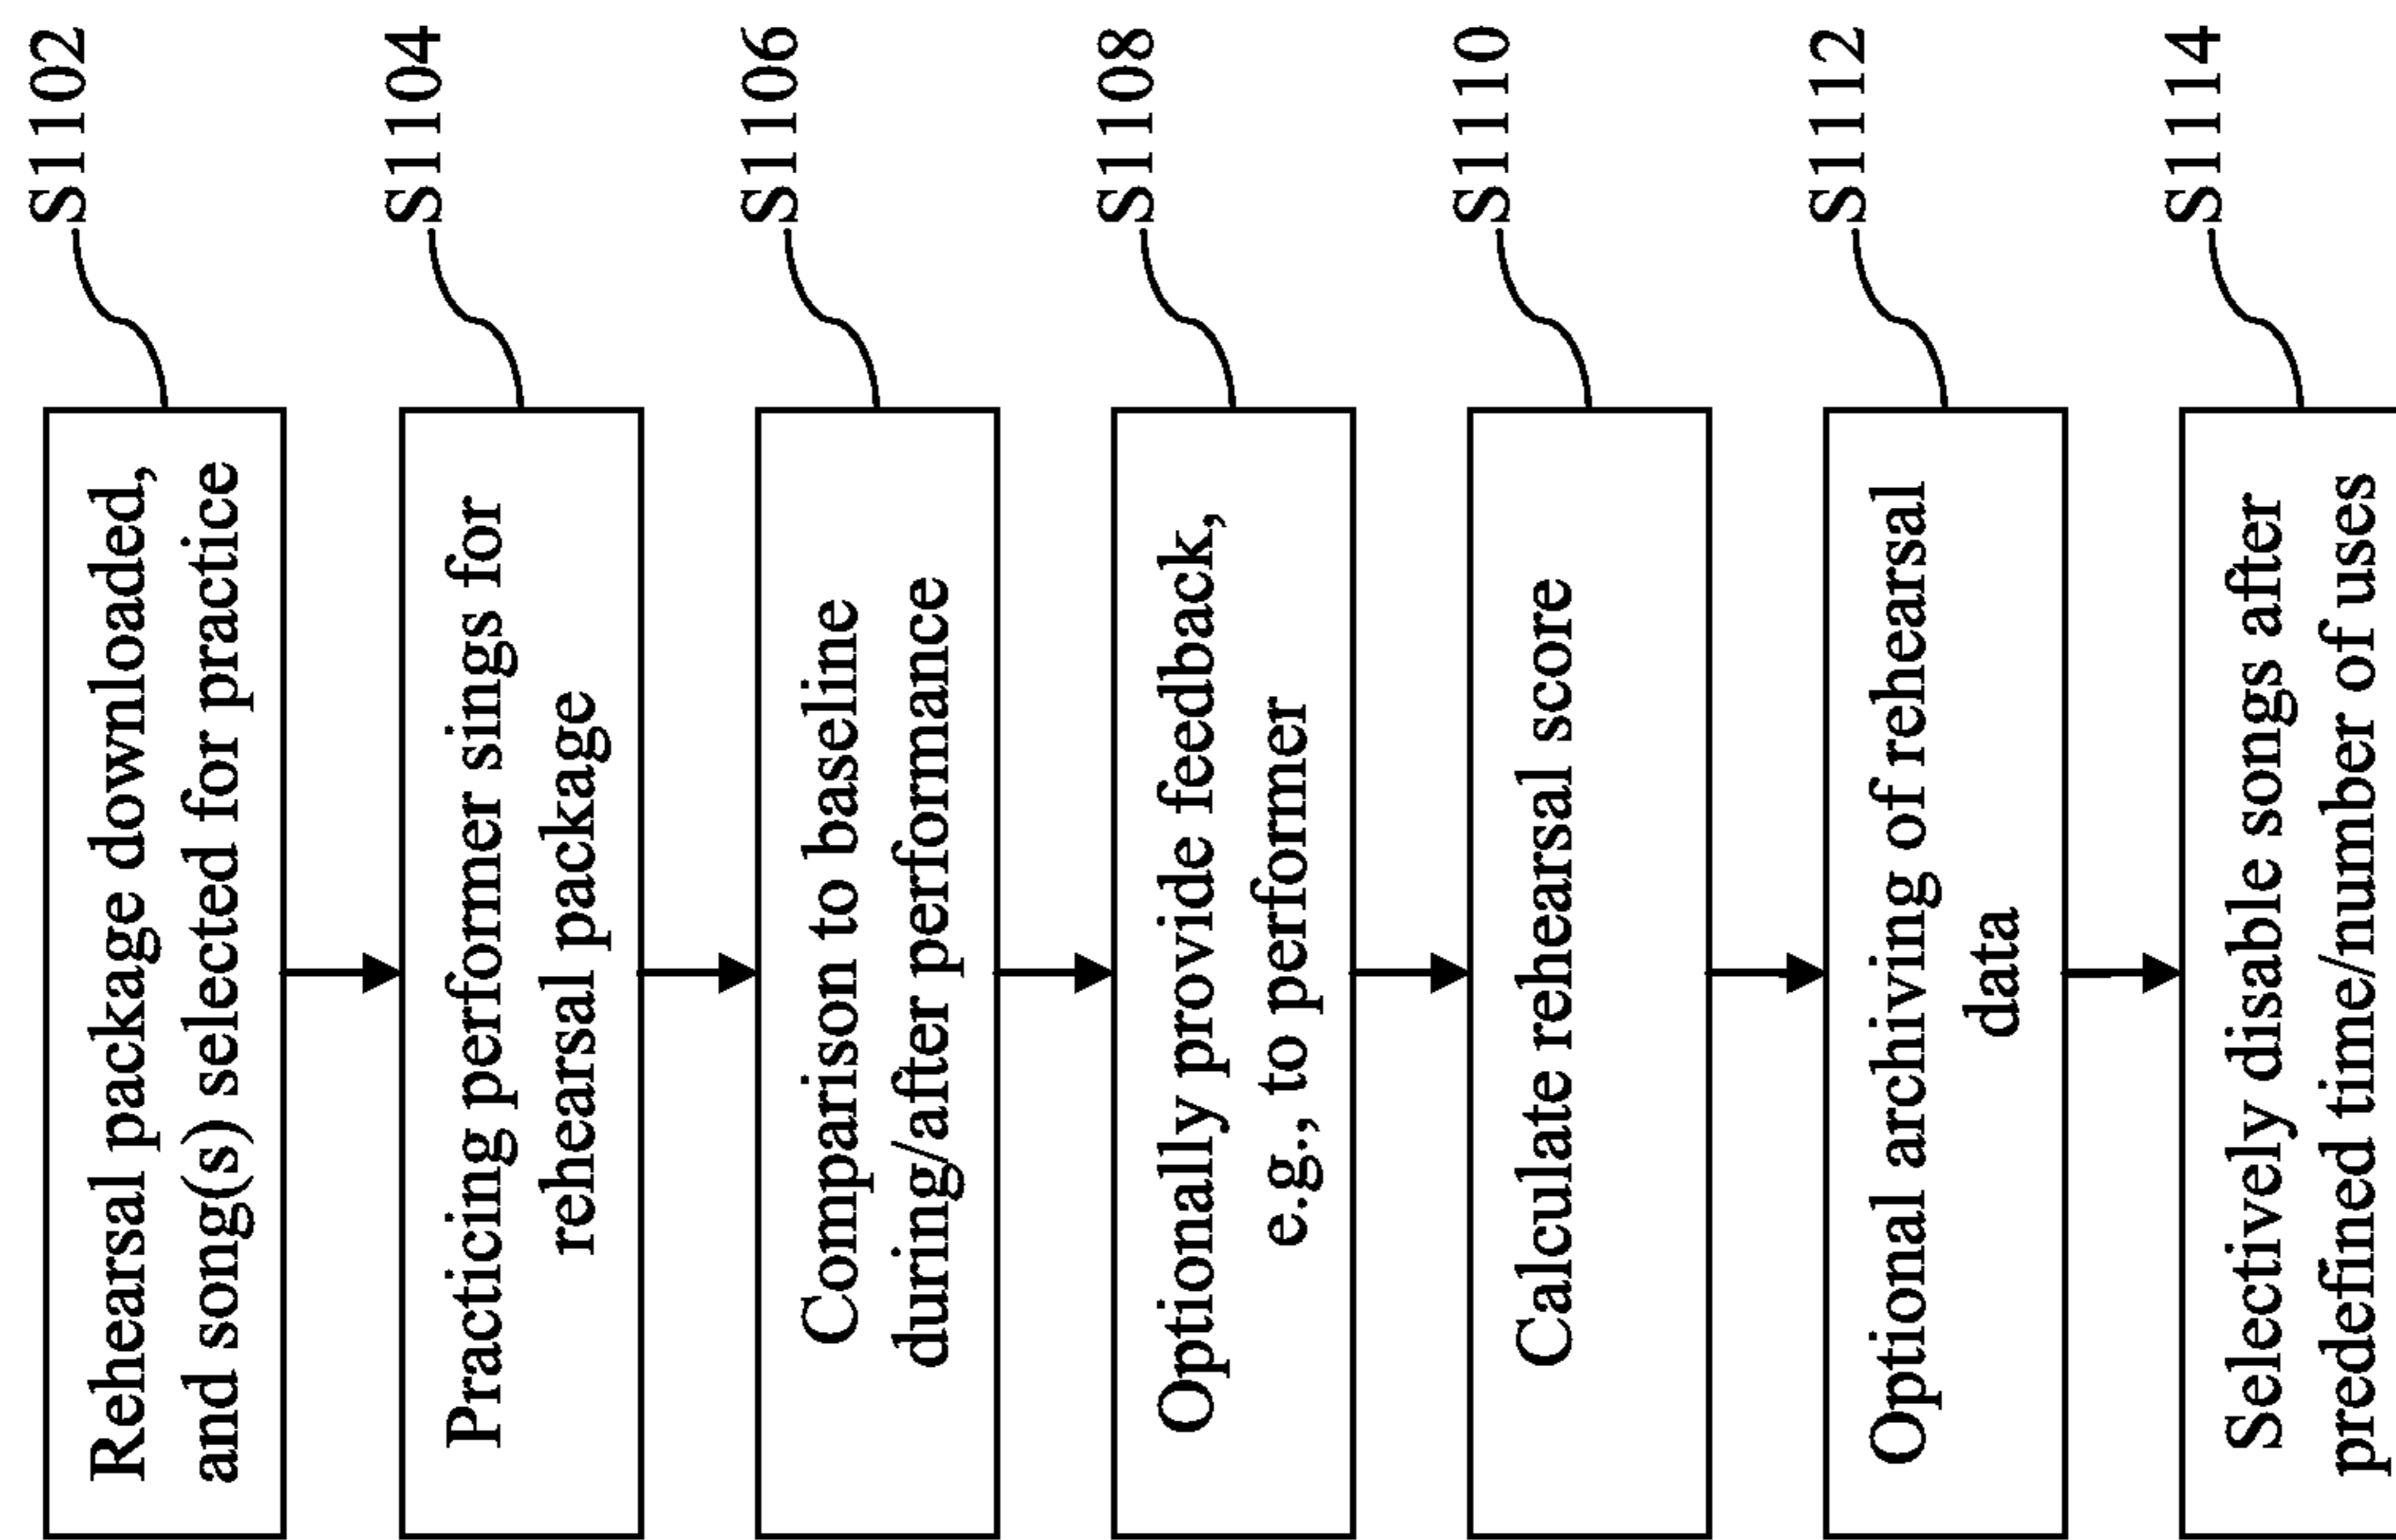 Rehearsal package downloaded,
and song(s) selected for practice
S1102
Practicing performer sings for
rehearsal package
S1104
Comparison to baseline
during/after performance
S1106
Optionally provide feedback,
e.g., to performer
S1108
Calculate rehearsal score
S1110
Optional archiving of rehearsal
data
S1112
Selectively disable songs after
predefined time/number of uses
S1114